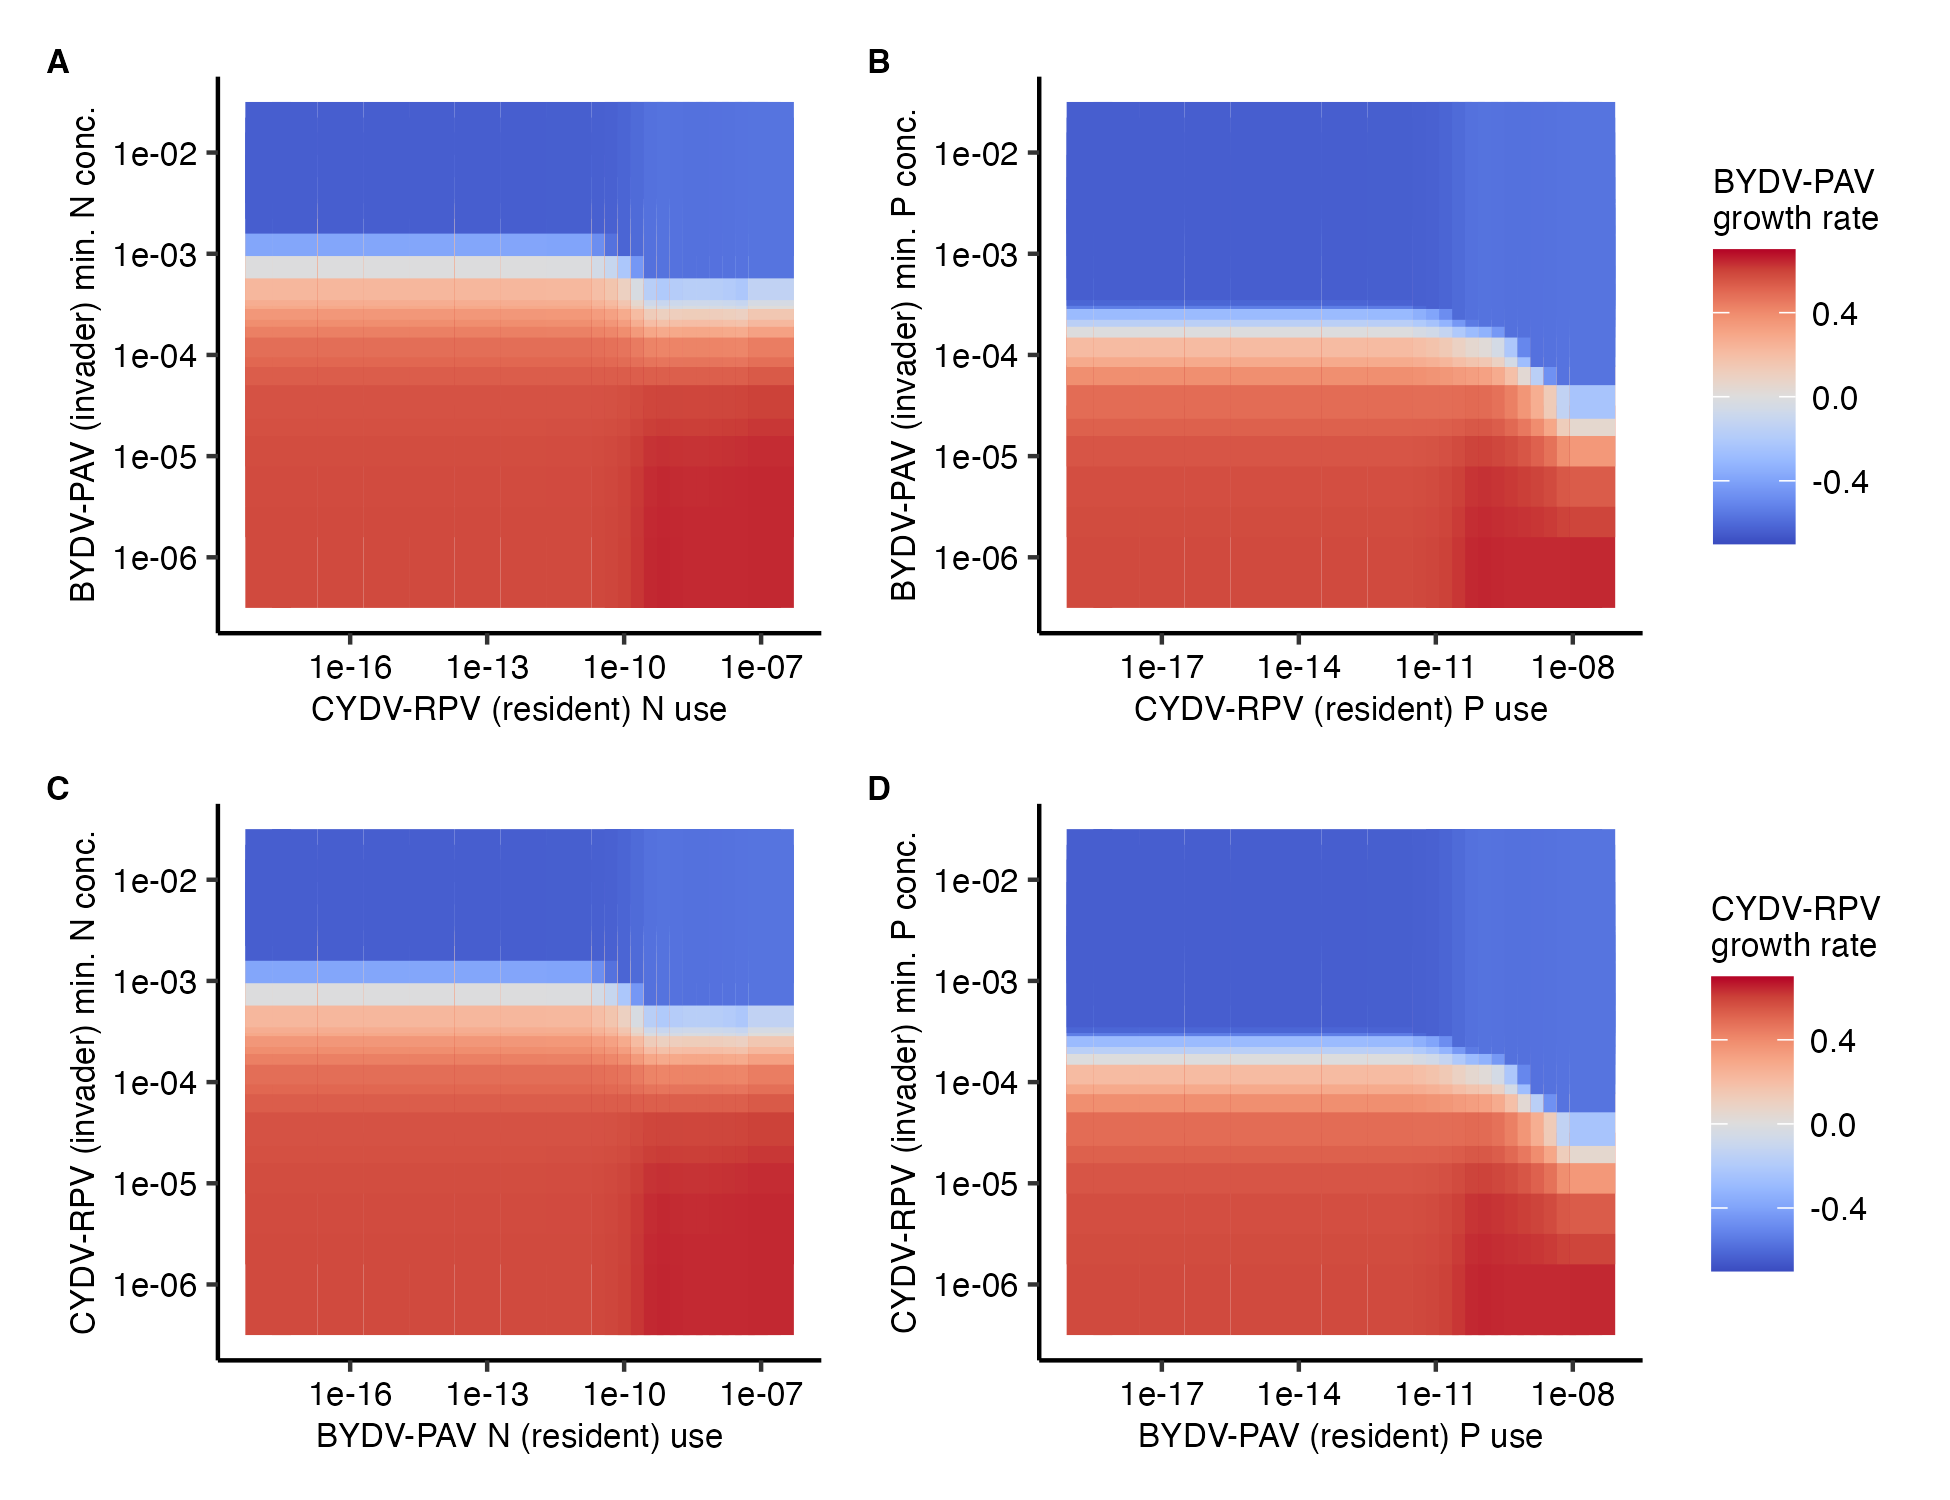 A
BYDV-PAV (invader) min. N conc.
1e-02
1e-03
1e-04
1e-05
1e-06
1e-16 1e-13 1e-10 1e-07
CYDV-RPV (resident) N use
B
BYDV-PAV (invader) min. P conc.
1e-02
1e-03
1e-04
1e-05
1e-06
1e-17 1e-14 1e-11 1e-08
CYDV-RPV (resident) P use
BYDV-PAV
growth rate
0.4
0.0
-0.4
C
CYDV-RPV (invader) min. N conc.
1e-02
1e-03
1e-04
1e-05
1e-06
1e-16 1e-13 1e-10 1e-07
BYDV-PAV N (resident) use
D
CYDV-RPV (invader) min. P conc.
1e-02
1e-03
1e-04
1e-05
1e-06
1e-17 1e-14 1e-11 1e-08
BYDV-PAV (resident) P use
CYDV-RPV
growth rate
0.4
0.0
-0.4